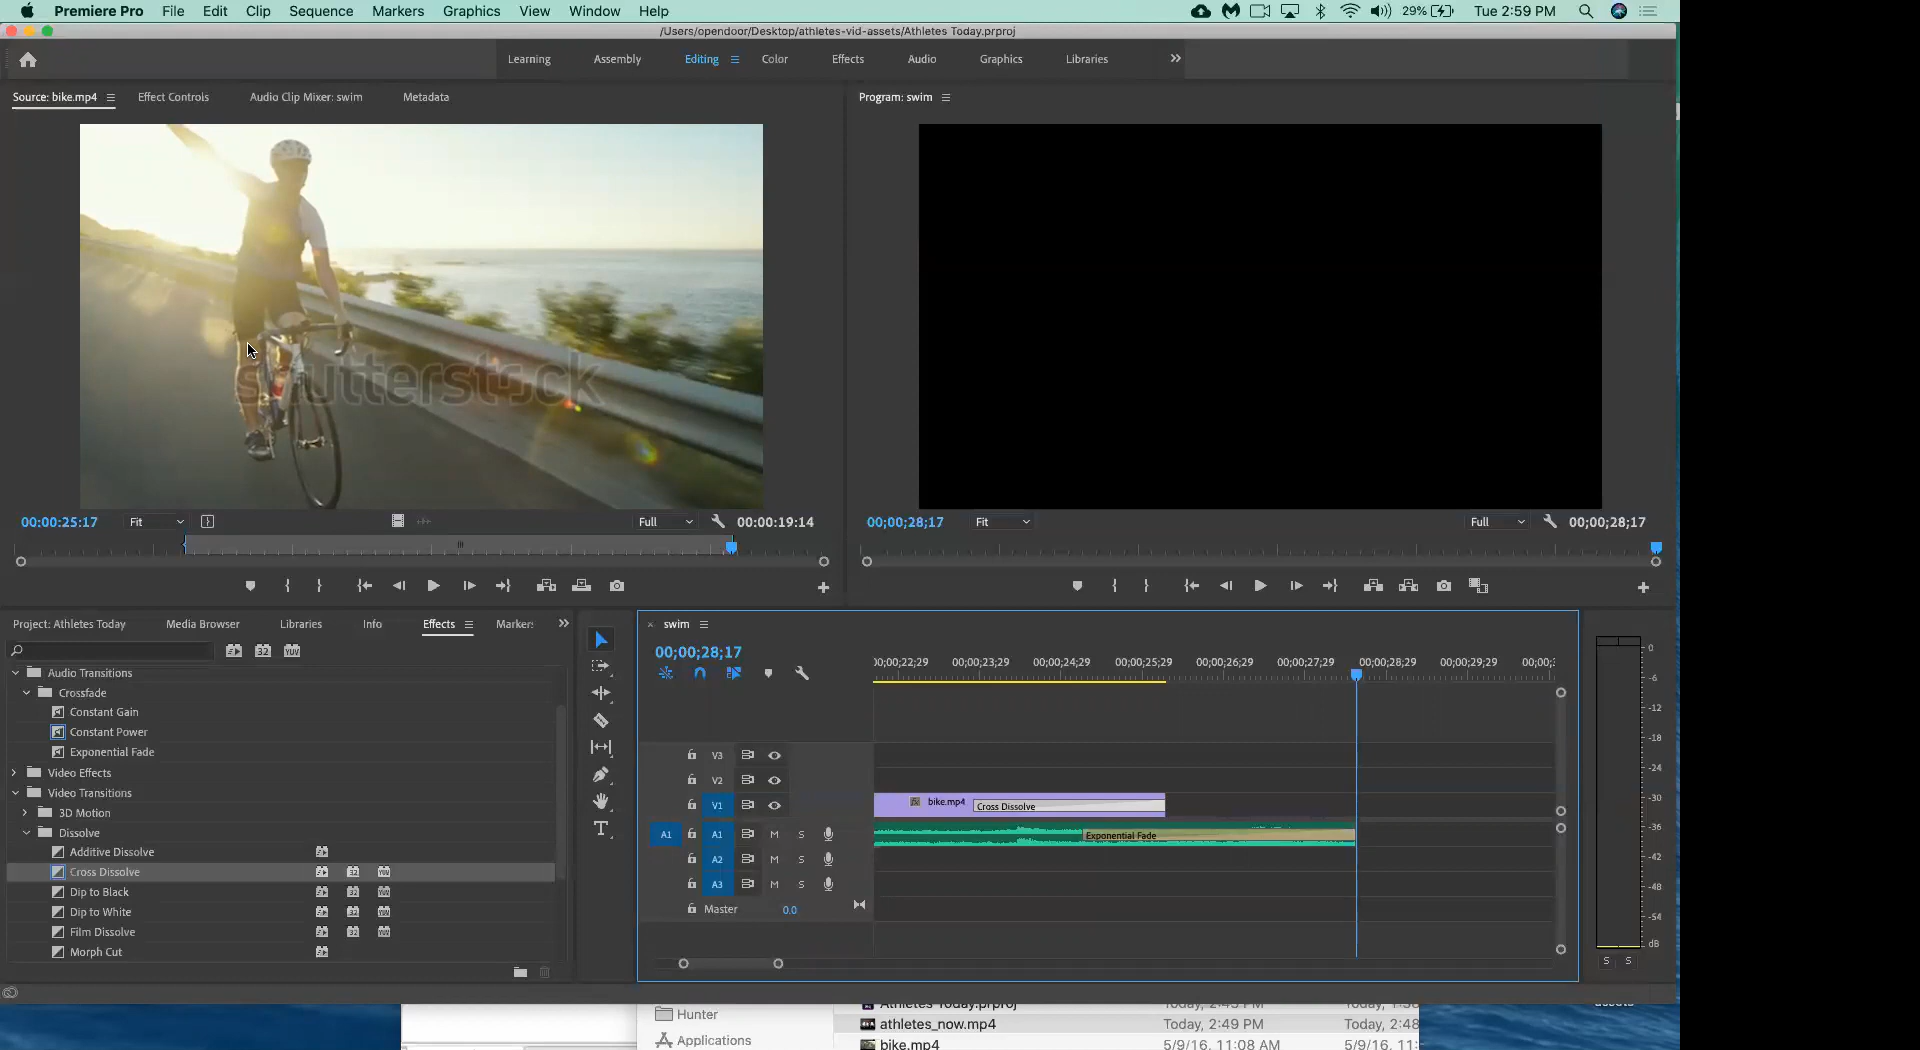 Premiere Pro File Edit Clip Sequence Markers Graphics View Window Help 29% Tue 2:59 PM
/Users/opendoor/Desktop/athletes-vid-assets/Athletes Today.prproj
Learning Assembly Editing Color Effects Audio Graphics Libraries
Source: bike.mp4 Effect Controls Audio Clip Mixer: swim Metadata Program: swim
shutterstock
00:00:25:17 Fit Full 00:00:19:14 00;00;28;17 Fit Full 00;00;28;17
Project: Athletes Today Media Browser Libraries Info Effects Marker: swim
00;00;28;17
00;00;22;29 00;00;23;29 00;00;24;29 00;00;25;29 00;00;26;29 00;00;27;29 00;00;28;29 00;00;29;29 00;00;
Audio Transitions
Crossfade
Constant Gain
Constant Power
Exponential Fade
Video Effects
Video Transitions
3D Motion
Dissolve
Additive Dissolve
Cross Dissolve
Dip to Black
Dip to White
Film Dissolve
Morph Cut
V3
V2
V1 bike.mp4 Cross Dissolve
A1 A1 M S Exponential Fade
A2 M S
A3 M S
Master 0.0
0
-6
-12
-18
-24
-30
-36
-42
-48
-54
dB
S S
Athletes Today.prproj Today, 2:45 PM Today, 1:38
assets
Hunter athletes_now.mp4 Today, 2:49 PM Today, 2:48
Applications bike.mp4 5/9/16, 11:08 AM 5/9/16, 11: